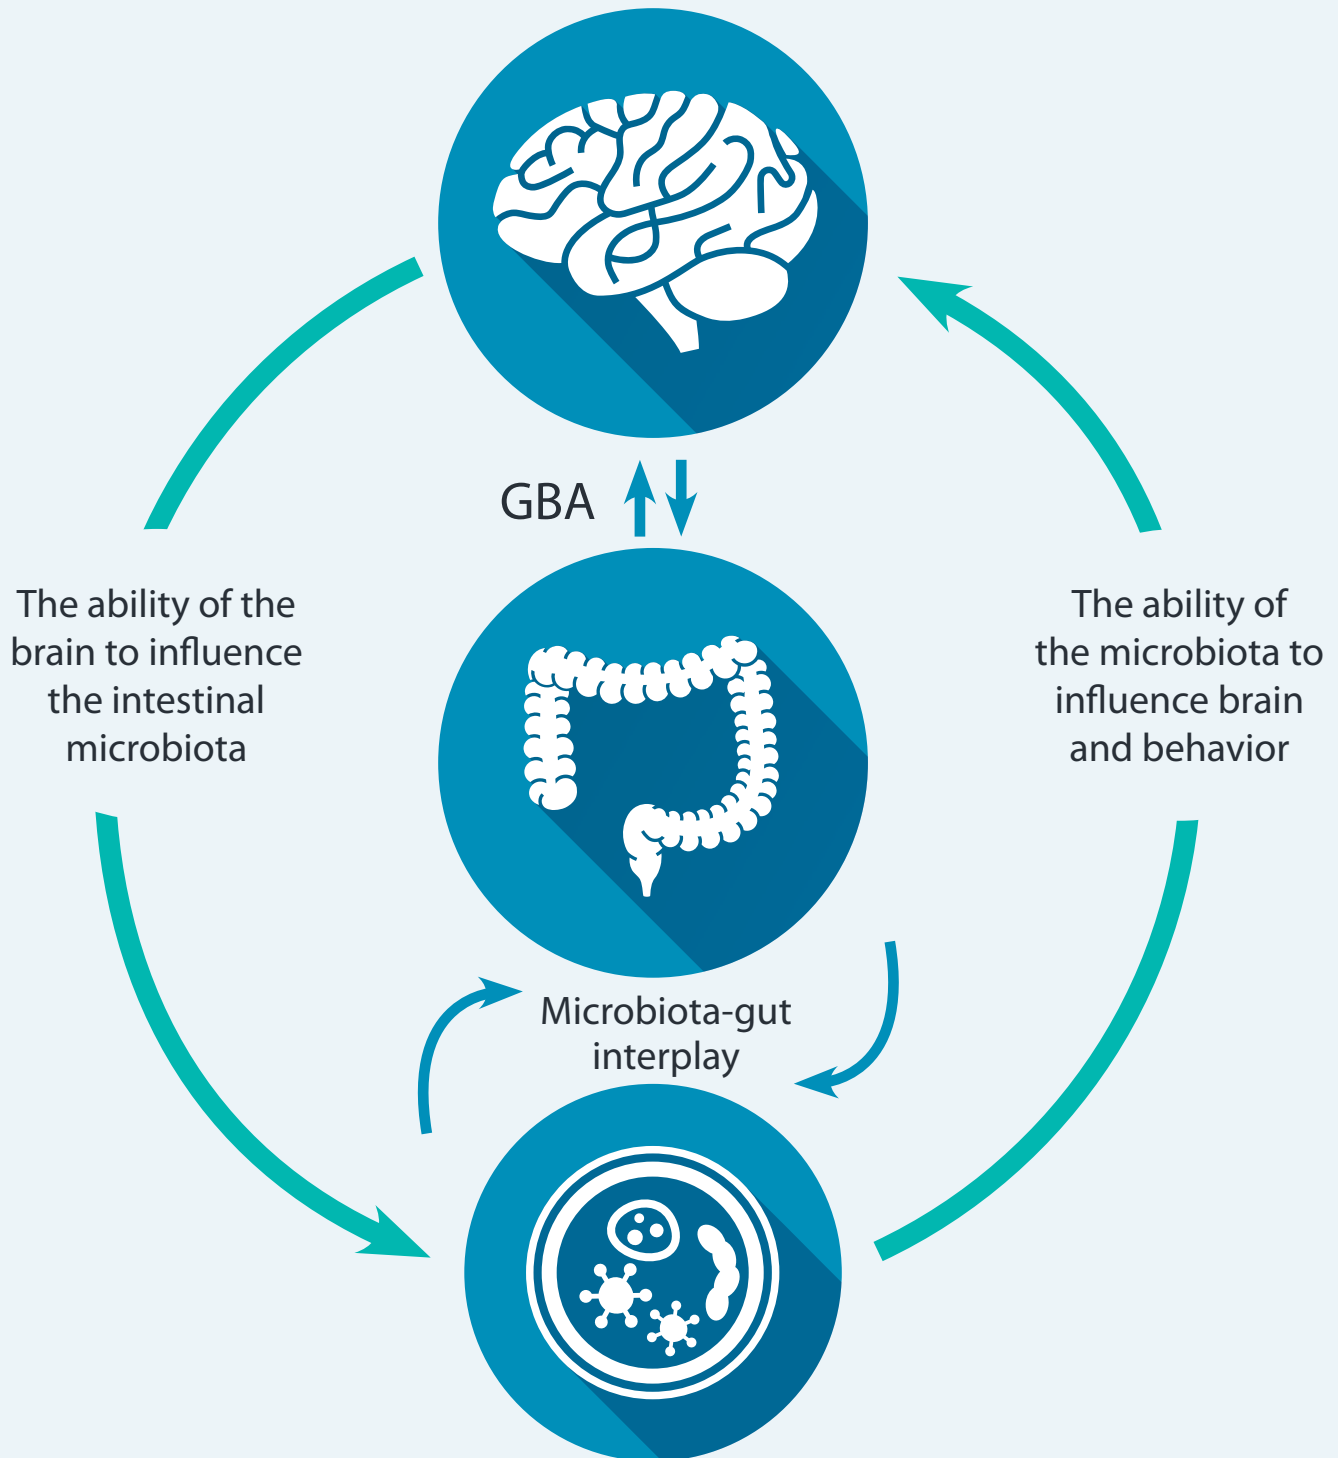 GBA
The ability of the
brain to influence
the intestinal
microbiota
The ability of
the microbiota to
influence brain
and behavior
Microbiota-gut
interplay